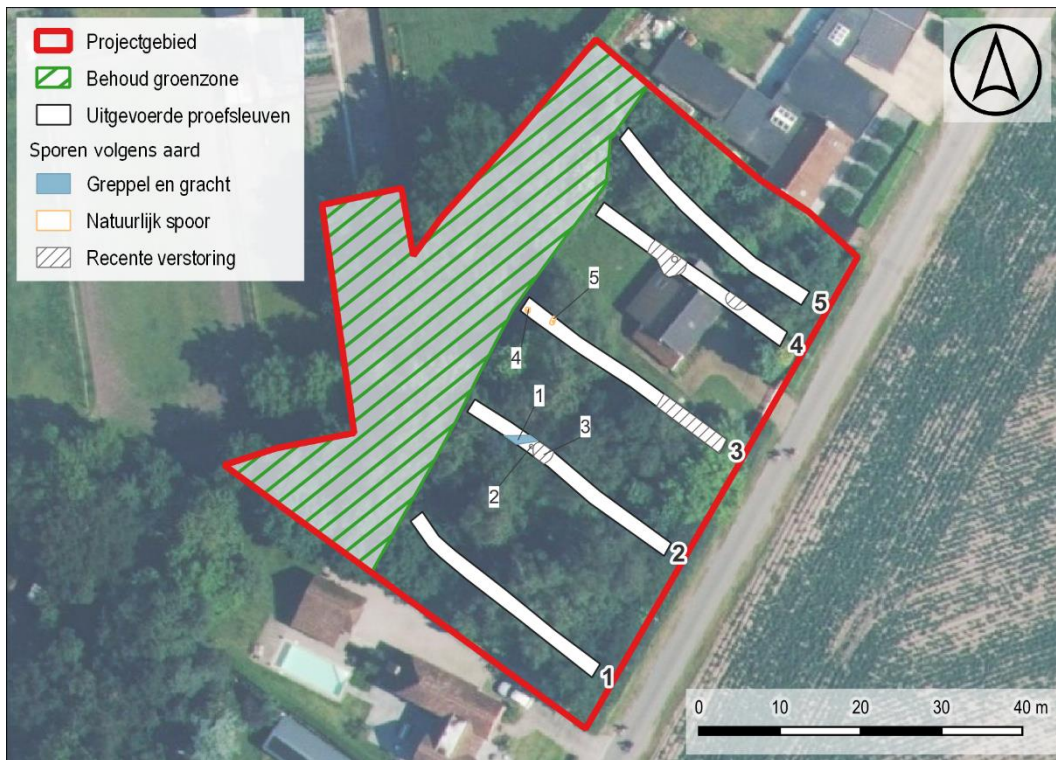 Projectgebied
Behoud groenzone
Uitgevoerde proefsleuven
Sporen volgens aard
Greppel en gracht
Natuurlijk spoor
Recente verstoring
5
5
4
4
1
3
3
2
2
1
0 10 20 30 40 m